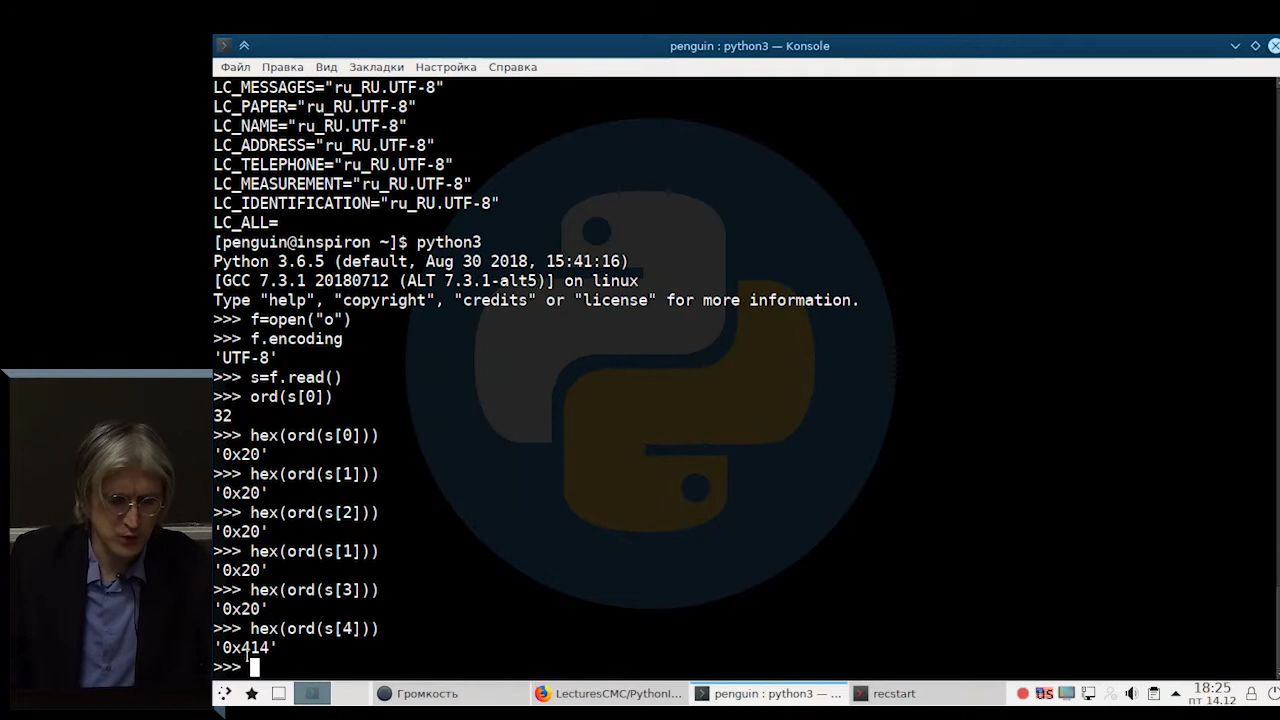 penguin : python3 — Konsole
Файл Правка Вид Закладки Настройка Справка
LC_MESSAGES="ru_RU.UTF-8"
LC_PAPER="ru_RU.UTF-8"
LC_NAME="ru_RU.UTF-8"
LC_ADDRESS="ru_RU.UTF-8"
LC_TELEPHONE="ru_RU.UTF-8"
LC_MEASUREMENT="ru_RU.UTF-8"
LC_IDENTIFICATION="ru_RU.UTF-8"
LC_ALL=
[penguin@inspiron ~]$ python3
Python 3.6.5 (default, Aug 30 2018, 15:41:16)
[GCC 7.3.1 20180712 (ALT 7.3.1-alt5)] on linux
Type "help", "copyright", "credits" or "license" for more information.
>>> f=open("o")
>>> f.encoding
'UTF-8'
>>> s=f.read()
>>> ord(s[0])
32
>>> hex(ord(s[0]))
'0x20'
>>> hex(ord(s[1]))
'0x20'
>>> hex(ord(s[2]))
'0x20'
>>> hex(ord(s[1]))
'0x20'
>>> hex(ord(s[3]))
'0x20'
>>> hex(ord(s[4]))
'0x414'
>>>
Громкость LecturesCMC/PythonI... penguin : python3 — ... recstart us 18:25
пт 14.12